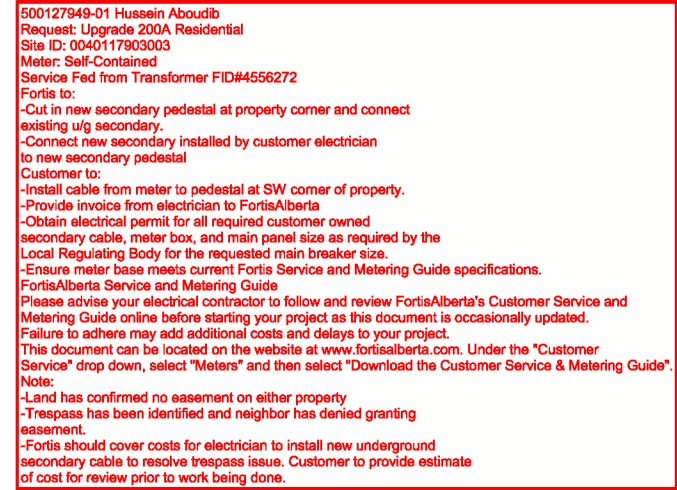 500127949-01 Hussein Aboudib
Request: Upgrade 200A Residential
Site ID: 0040117903003
Meter: Self-Contained
Service Fed from Transformer FID#4556272
Fortis to:
-Cut in new secondary pedestal at property corner and connect
existing u/g secondary.
-Connect new secondary installed by customer electrician
to new secondary pedestal
Customer to:
-Install cable from meter to pedestal at SW corner of property.
-Provide invoice from electrician to FortisAlberta
-Obtain electrical permit for all required customer owned
secondary cable, meter box, and main panel size as required by the
Local Regulating Body for the requested main breaker size.
-Ensure meter base meets current Fortis Service and Metering Guide specifications.
FortisAlberta Service and Metering Guide
Please advise your electrical contractor to follow and review FortisAlberta's Customer Service and
Metering Guide online before starting your project as this document is occasionally updated.
Failure to adhere may add additional costs and delays to your project.
This document can be located on the website at www.fortisalberta.com. Under the "Customer
Service" drop down, select "Meters" and then select "Download the Customer Service & Metering Guide".
Note:
-Land has confirmed no easement on either property
-Trespass has been identified and neighbor has denied granting
easement.
-Fortis should cover costs for electrician to install new underground
secondary cable to resolve trespass issue. Customer to provide estimate
of cost for review prior to work being done.